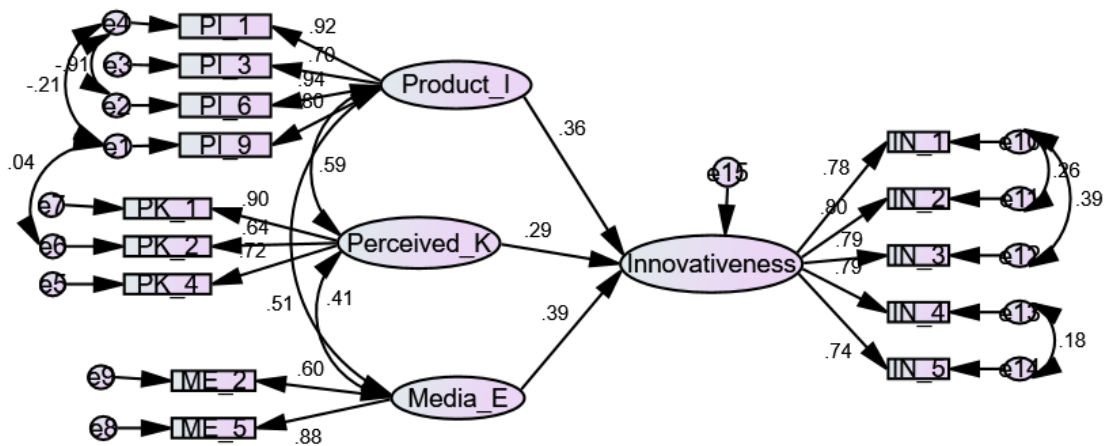 e4 PI_1 .92
e3 PI_3 .70
-.91
-.21
e2 PI_6 .94
e1 PI_9 .80
Product_I
.04
.59
.36
e7 PK_1 .90
e6 PK_2 .64
e5 PK_4 .72
Perceived_K
.29
.51
.41
.39
e9 ME_2 .60
e8 ME_5 .88
Media_E
e15
Innovativeness
.78 IN_1 e10
.80 IN_2 e11
.26
.39
.79 IN_3 e12
.79 IN_4 e13
.18
.74 IN_5 e14